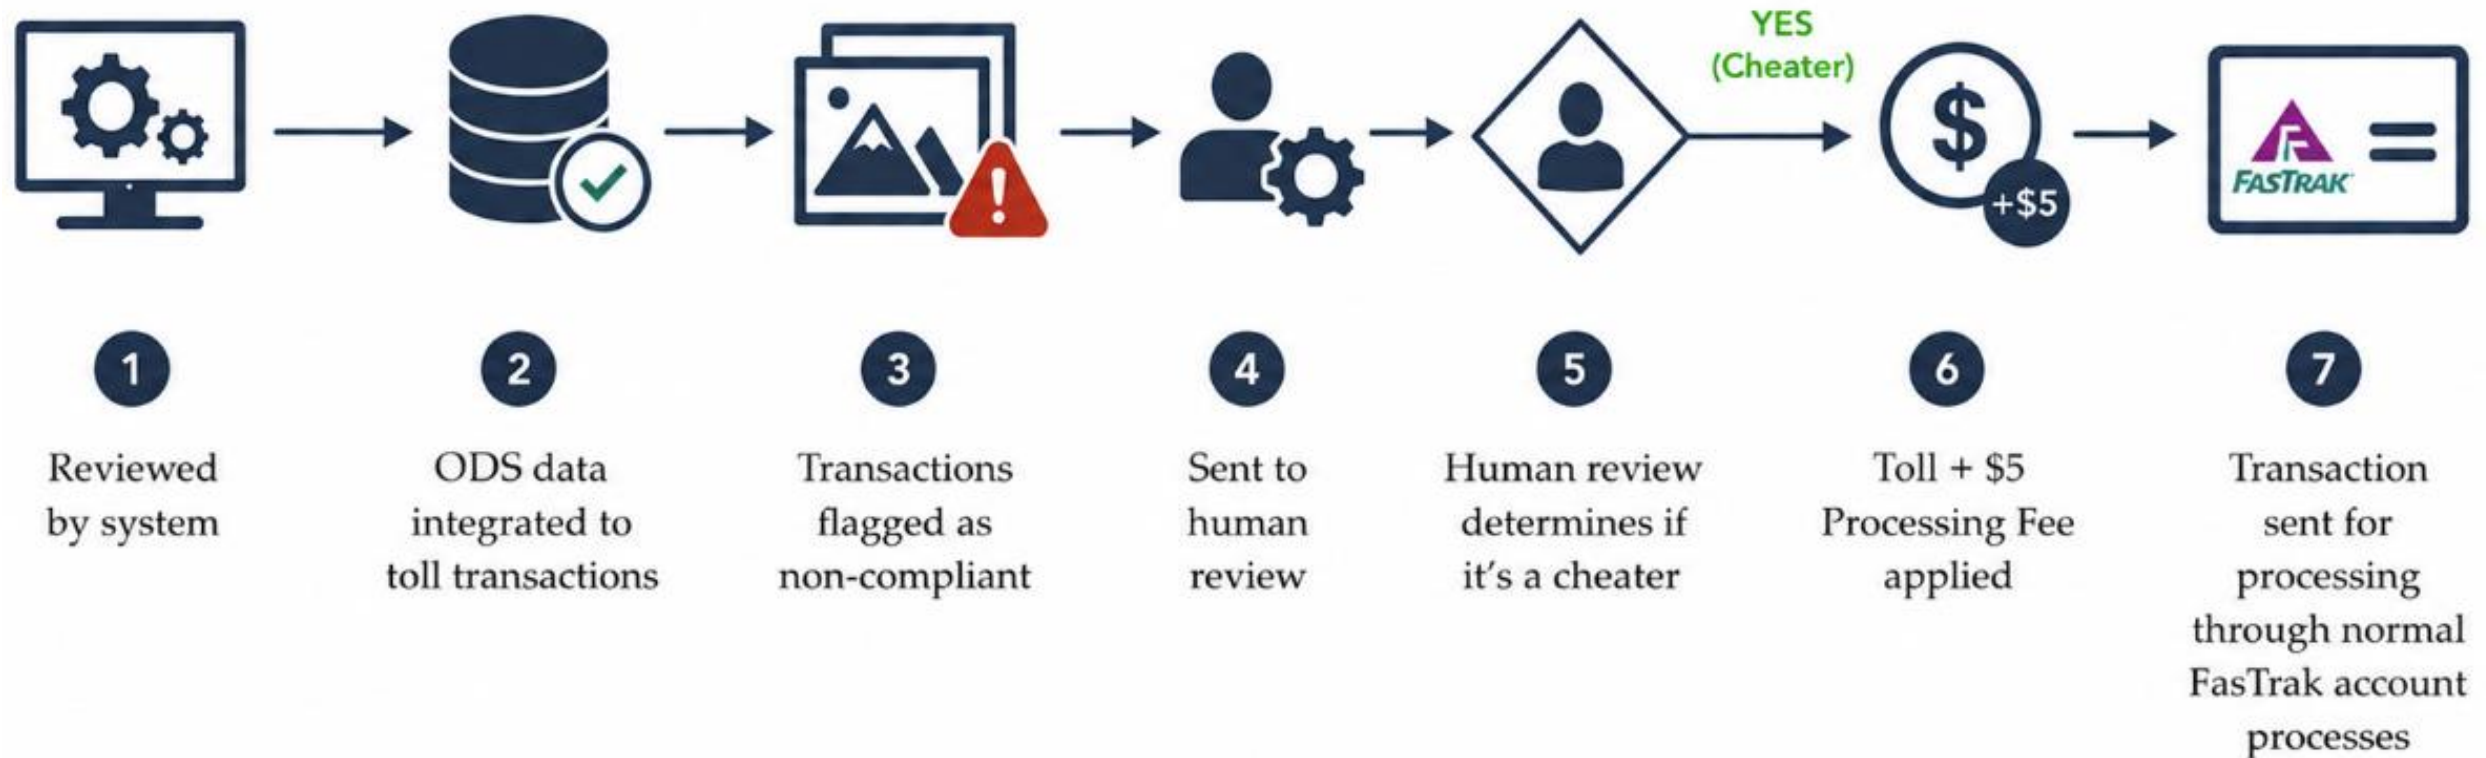 YES
(Cheater)
$
+$5
FASTRAK
1
2
3
4
5
6
7
Reviewed
by system
ODS data
integrated to
toll transactions
Transactions
flagged as
non-compliant
Sent to
human
review
Human review
determines if
it's a cheater
Toll + $5
Processing Fee
applied
Transaction
sent for
processing
through normal
FasTrak account
processes